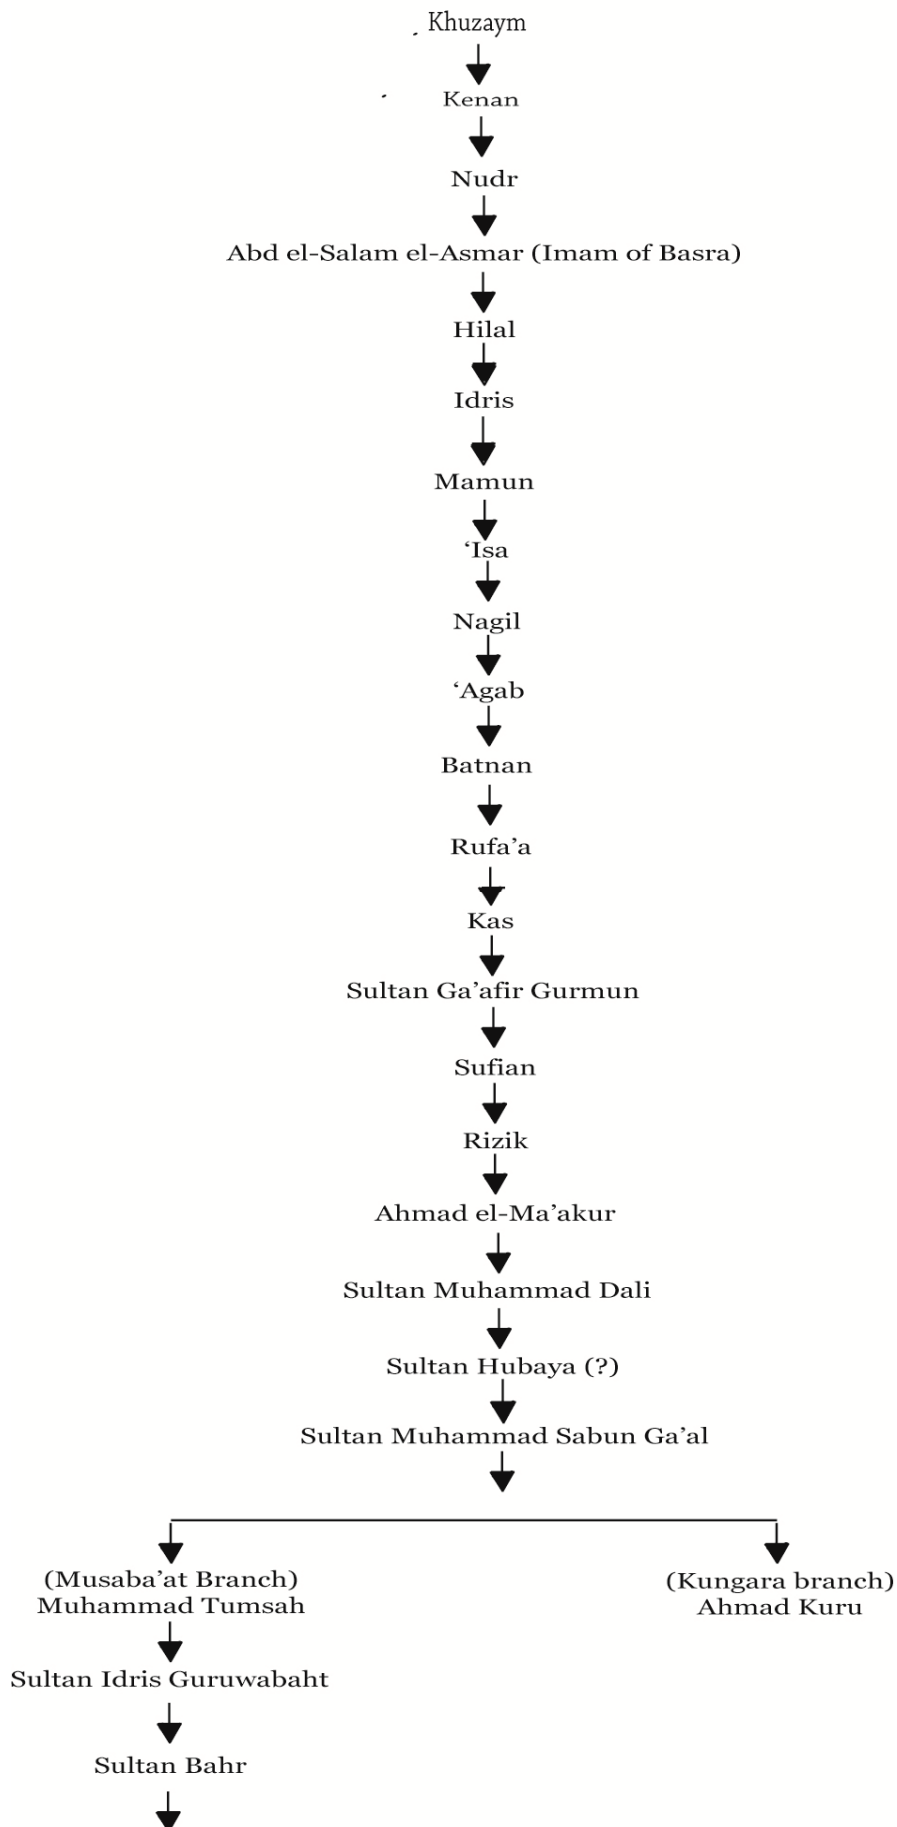 Khuzaym
Kenan
Nudr
Abd el-Salam el-Asmar (Imam of Basra)
Hilal
Idris
Mamun
‘Isa
Nagil
‘Agab
Batnan
Rufa’a
Kas
Sultan Ga’afir Gurmun
Sufian
Rizik
Ahmad el-Ma’akur
Sultan Muhammad Dali
Sultan Hubaya (?)
Sultan Muhammad Sabun Ga’al
(Musaba’at Branch)
Muhammad Tumsah
(Kungara branch)
Ahmad Kuru
Sultan Idris Guruwabaht
Sultan Bahr